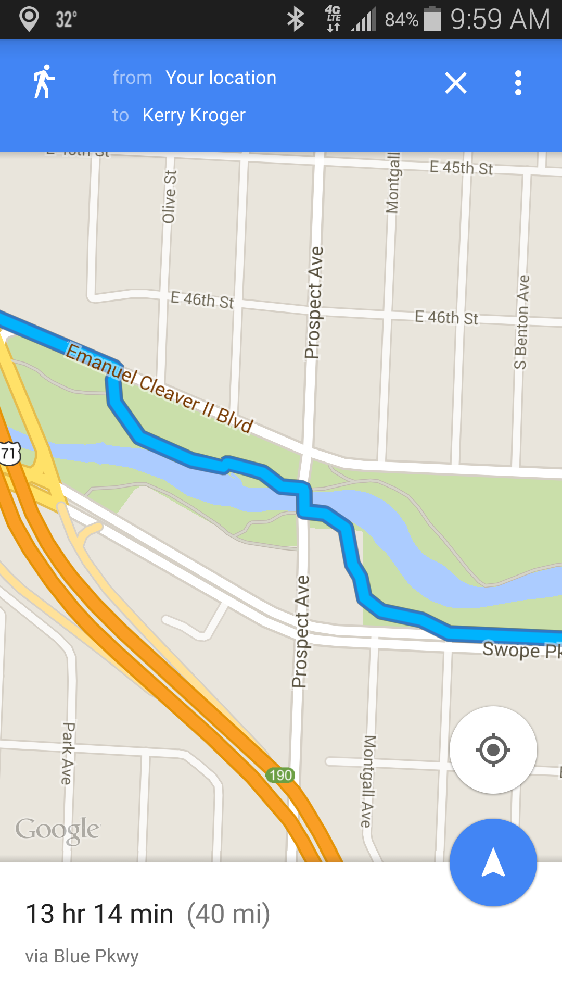 32°
4G LTE
84%
9:59 AM
from Your location
to Kerry Kroger
E 45th St
Olive St
Montgall
Prospect Ave
E 46th St
E 46th St
S Benton Ave
Emanuel Cleaver II Blvd
71
Prospect Ave
Swope Pk
Park Ave
Montgall Ave
190
Google
13 hr 14 min (40 mi)
via Blue Pkwy